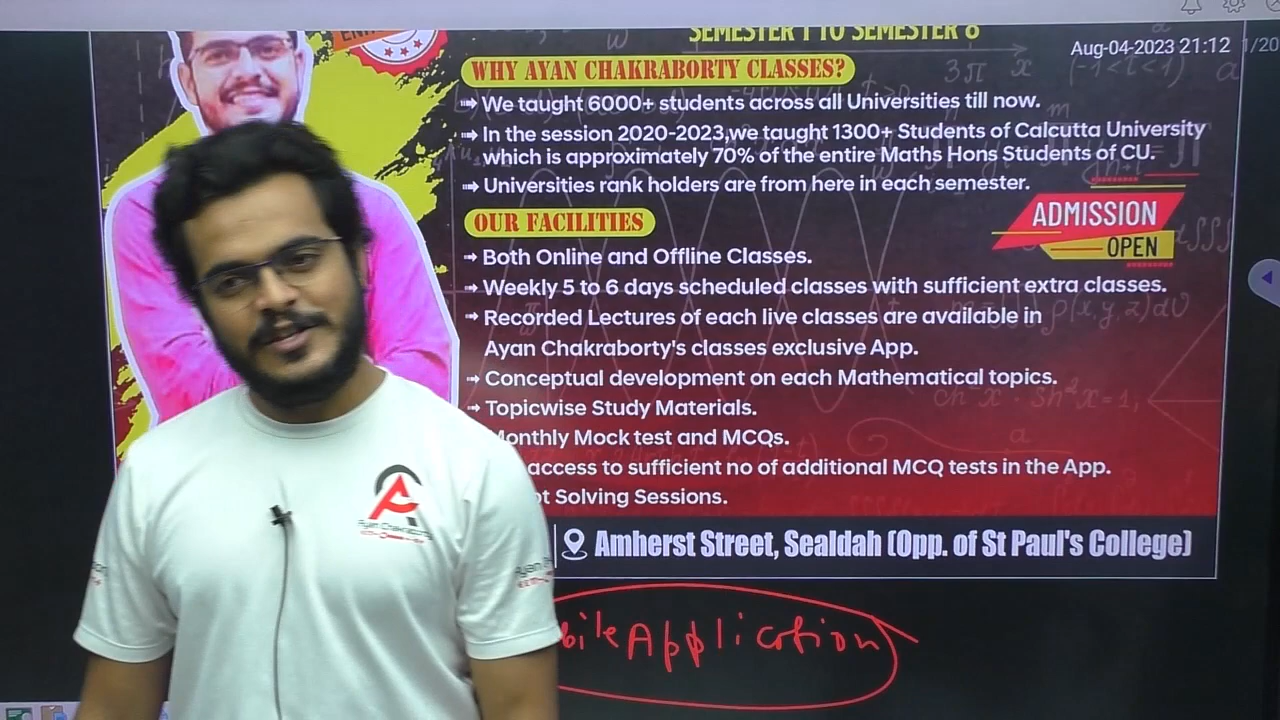 SEMESTER 1 TO SEMESTER 6
Aug-04-2023 21:12
1/20
WHY AYAN CHAKRABORTY CLASSES?
We taught 6000+ students across all Universities till now.
In the session 2020-2023,we taught 1300+ Students of Calcutta University
which is approximately 70% of the entire Maths Hons Students of CU.
Universities rank holders are from here in each semester.
ADMISSION
OPEN
OUR FACILITIES
Both Online and Offline Classes.
Weekly 5 to 6 days scheduled classes with sufficient extra classes.
Recorded Lectures of each live classes are available in
Ayan Chakraborty's classes exclusive App.
Conceptual development on each Mathematical topics.
Topicwise Study Materials.
Monthly Mock test and MCQs.
access to sufficient no of additional MCQ tests in the App.
Solving Sessions.
Amherst Street, Sealdah (Opp. of St Paul's College)
Application
Ayan Chakraborty